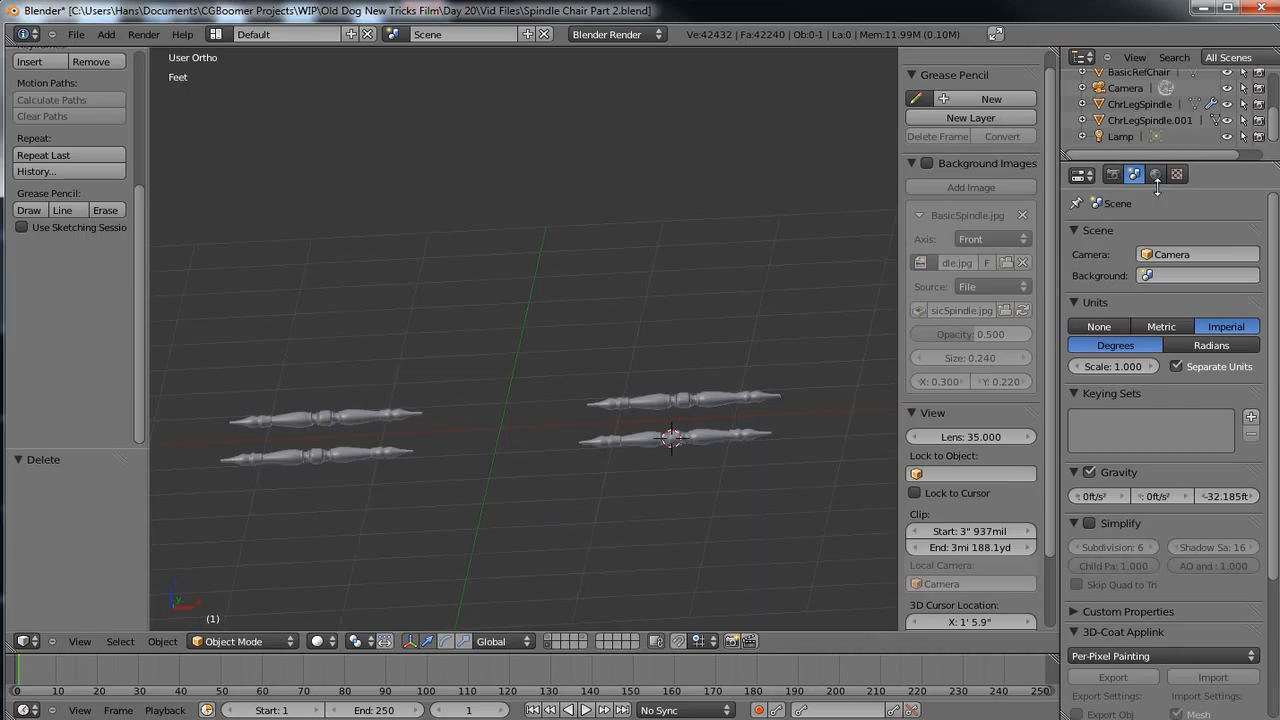 Blender* [C:\Users\Hans\Documents\CGBoomer Projects\WIP\Old Dog New Tricks Film\Day 20\Vid Files\Spindle Chair Part 2.blend]
File Add Render Help Default Scene Blender Render Ve:42432 | Fa:42240 | Ob:0-1 | La:0 | Mem:11.99M (0.10M)
View Search All Scenes
Insert Remove
Motion Paths:
Calculate Paths
Clear Paths
Repeat:
Repeat Last
History...
Grease Pencil:
Draw Line Erase
Use Sketching Sessio
Delete
User Ortho
Feet
(1)
Grease Pencil
New
New Layer
Delete Frame Convert
Background Images
Add Image
BasicSpindle.jpg
Axis: Front
dle.jpg F
Source: File
sicSpindle.jpg
Opacity: 0.500
Size: 0.240
X: 0.300 Y: 0.220
View
Lens: 35.000
Lock to Object:
Lock to Cursor
Clip:
Start: 3" 937mil
End: 3mi 188.1yd
Local Camera:
Camera
3D Cursor Location:
X: 1' 5.9"
BasicRefChair
Camera
ChrLegSpindle
ChrLegSpindle.001
Lamp
Scene
Scene
Camera: Camera
Background:
Units
None Metric Imperial
Degrees Radians
Scale: 1.000 Separate Units
Keying Sets
Gravity
0ft/s² 0ft/s² -32.185ft
Simplify
Subdivision: 6 Shadow Sa: 16
Child Pa: 1.000 AO and : 1.000
Skip Quad to Tri
Custom Properties
3D-Coat Applink
Per-Pixel Painting
Export Import
Export Settings: Import Settings:
Export Obj Mesh
View Select Object Object Mode Global
0 10 20 30 40 50 60 70 80 90 100 110 120 130 140 150 160 170 180 190 200 210 220 230 240 250
View Frame Playback Start: 1 End: 250 1 No Sync